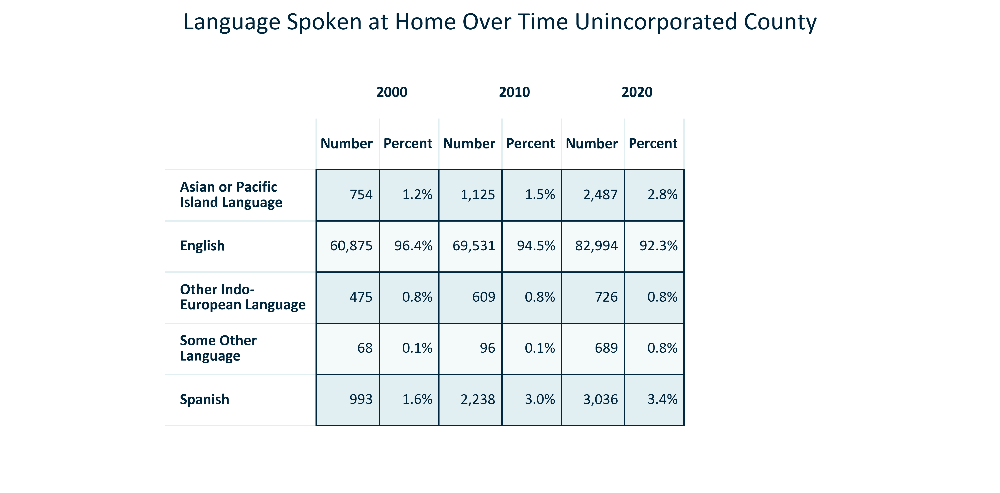 Language Spoken at Home Over Time Unincorporated County
2000 2010 2020
Number Percent Number Percent Number Percent
Asian or Pacific
Island Language
754 1.2% 1,125 1.5% 2,487 2.8%
English 60,875 96.4% 69,531 94.5% 82,994 92.3%
Other Indo-
European Language
475 0.8% 609 0.8% 726 0.8%
Some Other
Language
68 0.1% 96 0.1% 689 0.8%
Spanish 993 1.6% 2,238 3.0% 3,036 3.4%